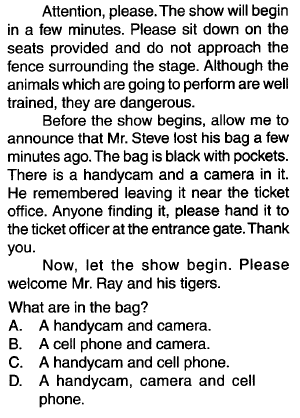 Attention, please. The show will begin
in a few minutes. Please sit down on the
seats provided and do not approach the
fence surrounding the stage. Although the
animals which are going to perform are well
trained, they are dangerous.
Before the show begins, allow me to
announce that Mr. Steve lost his bag a few
minutes ago. The bag is black with pockets.
There is a handycam and a camera in it.
He remembered leaving it near the ticket
office. Anyone finding it, please hand it to
the ticket officer at the entrance gate. Thank
you.
Now, let the show begin. Please
welcome Mr. Ray and his tigers.
What are in the bag?
A. A handycam and camera.
B. A cell phone and camera.
C. A handycam and cell phone.
D. A handycam, camera and cell
phone.